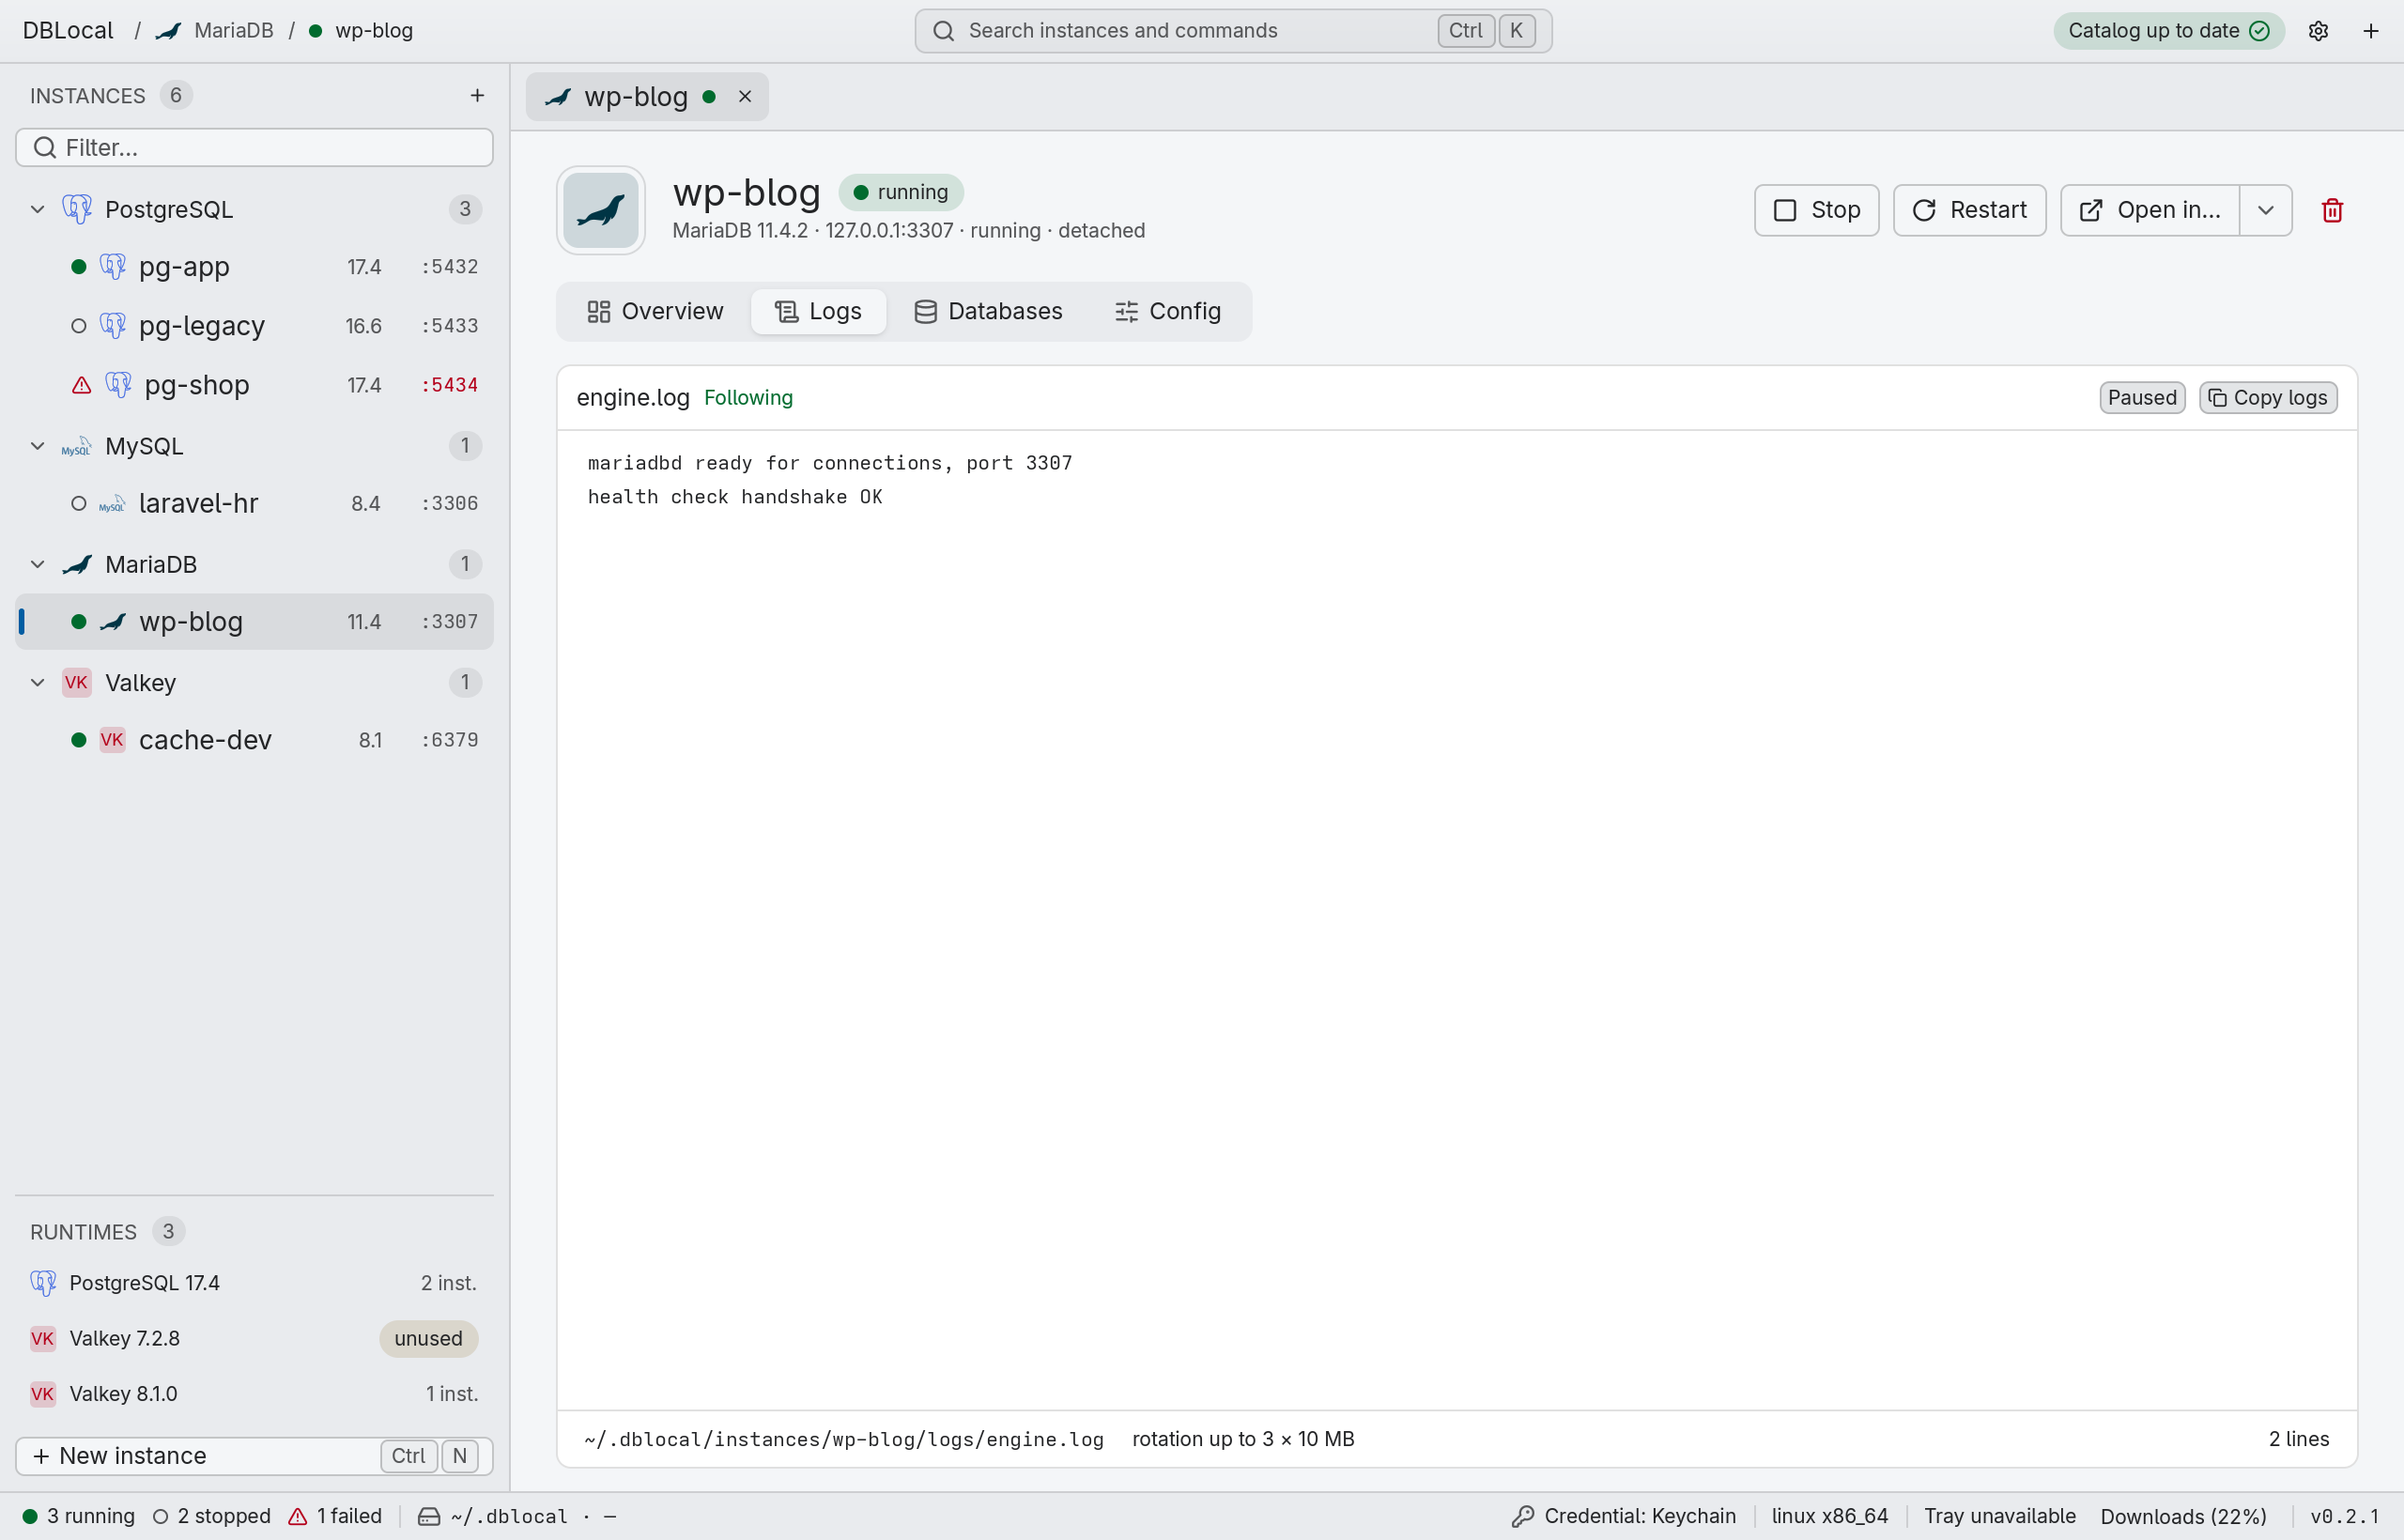 DBLocal / MariaDB / wp-blog
Search instances and commands Ctrl K
Catalog up to date
INSTANCES 6
Filter...
PostgreSQL 3
pg-app 17.4 :5432
pg-legacy 16.6 :5433
pg-shop 17.4 :5434
MySQL MySQL 1
MySQL laravel-hr 8.4 :3306
MariaDB 1
wp-blog 11.4 :3307
VK Valkey 1
VK cache-dev 8.1 :6379
RUNTIMES 3
PostgreSQL 17.4 2 inst.
VK Valkey 7.2.8 unused
VK Valkey 8.1.0 1 inst.
+ New instance Ctrl N
wp-blog
wp-blog running
MariaDB 11.4.2 · 127.0.0.1:3307 · running · detached
Stop Restart Open in...
Overview Logs Databases Config
engine.log Following Paused Copy logs
mariadbd ready for connections, port 3307
health check handshake OK
~/.dblocal/instances/wp-blog/logs/engine.log rotation up to 3 × 10 MB 2 lines
3 running 2 stopped 1 failed ~/.dblocal · —
Credential: Keychain linux x86_64 Tray unavailable Downloads (22%) v0.2.1